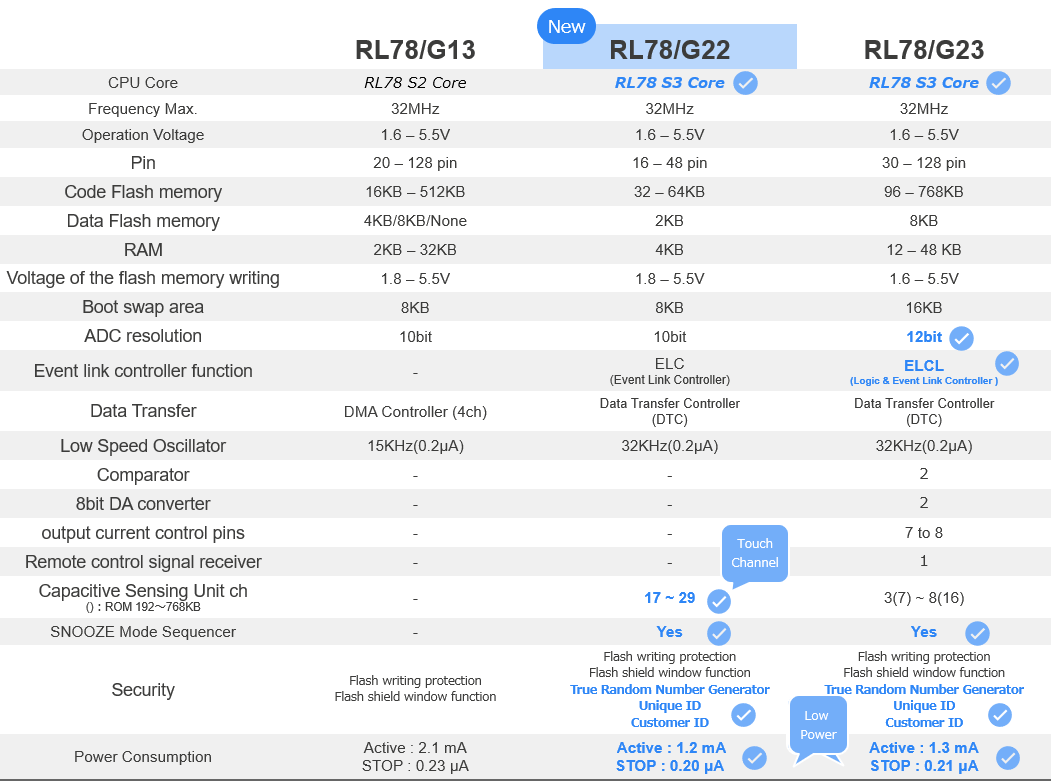 New
RL78/G13 RL78/G22 RL78/G23
CPU Core RL78 S2 Core RL78 S3 Core RL78 S3 Core
Frequency Max. 32MHz 32MHz 32MHz
Operation Voltage 1.6 – 5.5V 1.6 – 5.5V 1.6 – 5.5V
Pin 20 – 128 pin 16 – 48 pin 30 – 128 pin
Code Flash memory 16KB – 512KB 32 – 64KB 96 – 768KB
Data Flash memory 4KB/8KB/None 2KB 8KB
RAM 2KB – 32KB 4KB 12 – 48 KB
Voltage of the flash memory writing 1.8 – 5.5V 1.8 – 5.5V 1.6 – 5.5V
Boot swap area 8KB 8KB 16KB
ADC resolution 10bit 10bit 12bit
Event link controller function - ELC ELCL
(Event Link Controller) (Logic & Event Link Controller )
Data Transfer DMA Controller (4ch) Data Transfer Controller Data Transfer Controller
(DTC) (DTC)
Low Speed Oscillator 15KHz(0.2µA) 32KHz(0.2µA) 32KHz(0.2µA)
Comparator - - 2
8bit DA converter - - 2
output current control pins - - 7 to 8
Touch
Channel
Remote control signal receiver - - 1
Capacitive Sensing Unit ch - 17 ~ 29 3(7) ~ 8(16)
() : ROM 192～768KB
SNOOZE Mode Sequencer - Yes Yes
Security
Flash writing protection
Flash shield window function
Flash writing protection
Flash shield window function
True Random Number Generator
Unique ID
Customer ID
Flash writing protection
Flash shield window function
True Random Number Generator
Unique ID
Customer ID
Low
Power
Power Consumption
Active : 2.1 mA Active : 1.2 mA Active : 1.3 mA
STOP : 0.23 µA STOP : 0.20 µA STOP : 0.21 µA